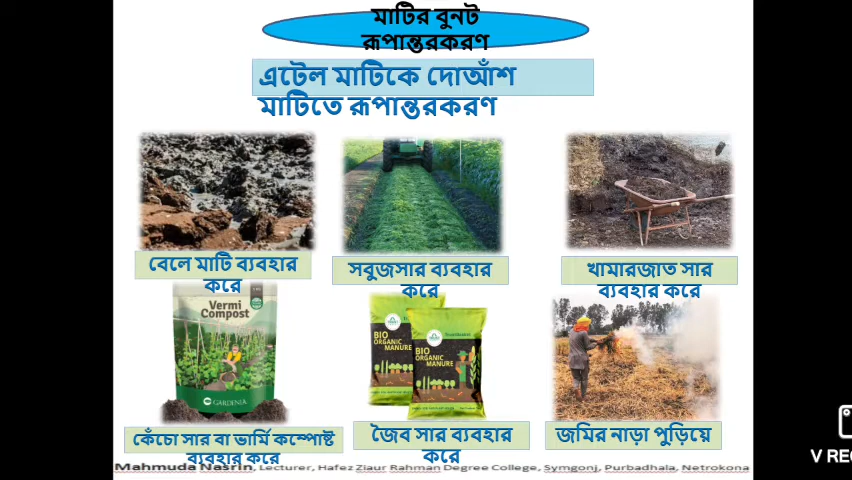 মাটির বুনট
রূপান্তরকরণ
এটেল মাটিকে দোআঁশ
মাটিতে রূপান্তরকরণ
বেলে মাটি ব্যবহার
করে
সবুজসার ব্যবহার
করে
খামারজাত সার
ব্যবহার করে
Vermi
Compost
GARDENIA
BIO
ORGANIC
MANURE
BIO
ORGANIC
MANURE
কেঁচো সার বা ভার্মি কম্পোষ্ট
ব্যবহার করে
জৈব সার ব্যবহার
করে
জমির নাড়া পুড়িয়ে
Mahmuda Nasrin, Lecturer, Hafez Ziaur Rahman Degree College, Symgonj, Purbadhala, Netrokona
V REC